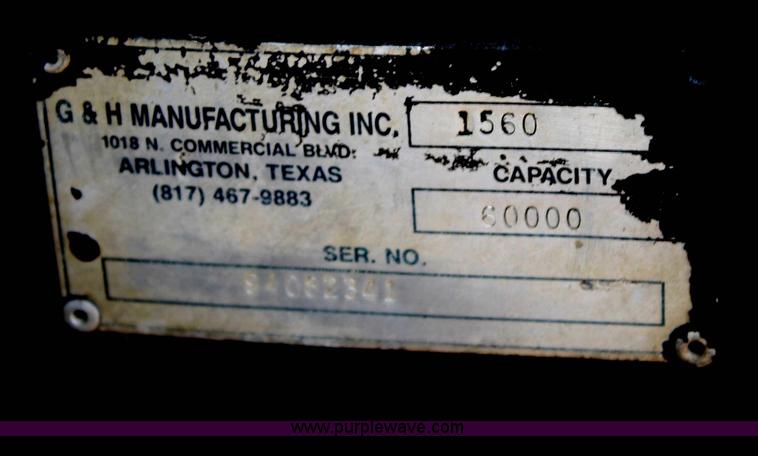 G & H MANUFACTURING INC. 1560
1018 N. COMMERCIAL BLVD.
ARLINGTON, TEXAS CAPACITY
(817) 467-9883 60000
SER. NO.
www.purplewave.com